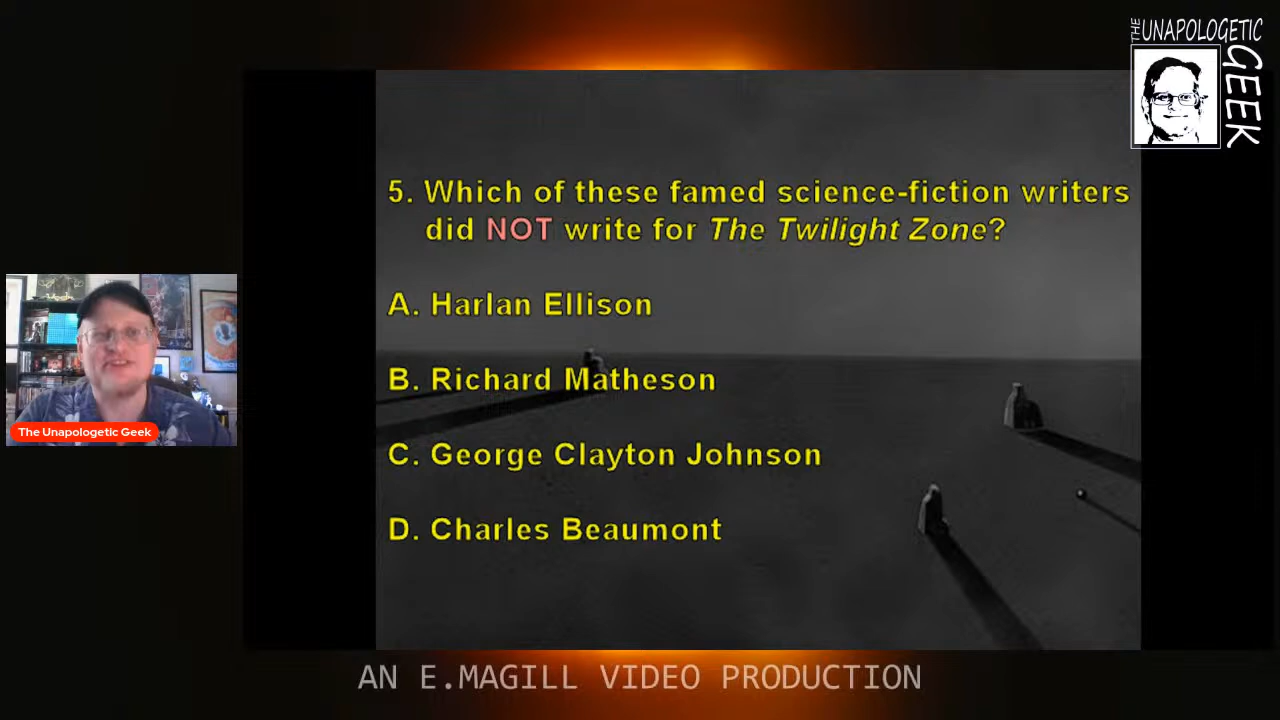 THE UNAPOLOGETIC GEEK
5. Which of these famed science-fiction writers
did NOT write for The Twilight Zone?
A. Harlan Ellison
B. Richard Matheson
C. George Clayton Johnson
D. Charles Beaumont
The Unapologetic Geek
AN E.MAGILL VIDEO PRODUCTION